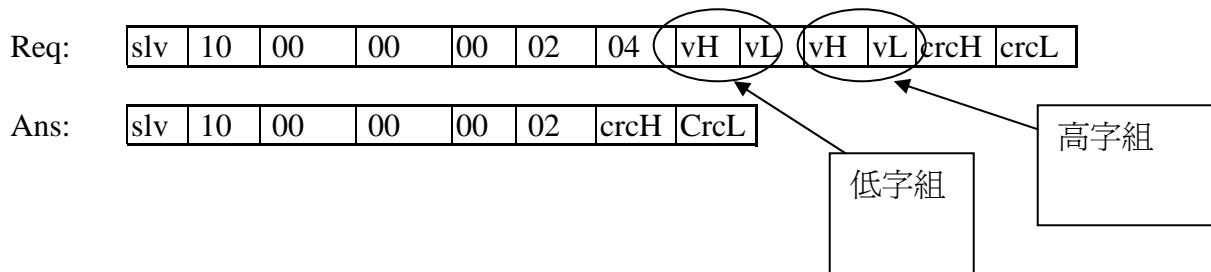 Req: slv 10 00 00 00 02 04 vH vL vH vL crcH crcL
Ans: slv 10 00 00 00 02 crcH CrcL
高字組
低字組